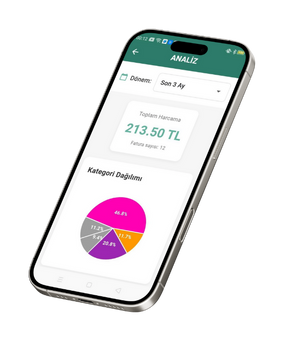 ANALİZ
Dönem:
Son 3 Ay
Toplam Harcama
213.50 TL
Fatura sayısı: 12
Kategori Dağılımı
46.8%
11.2%
11.7%
20.8%